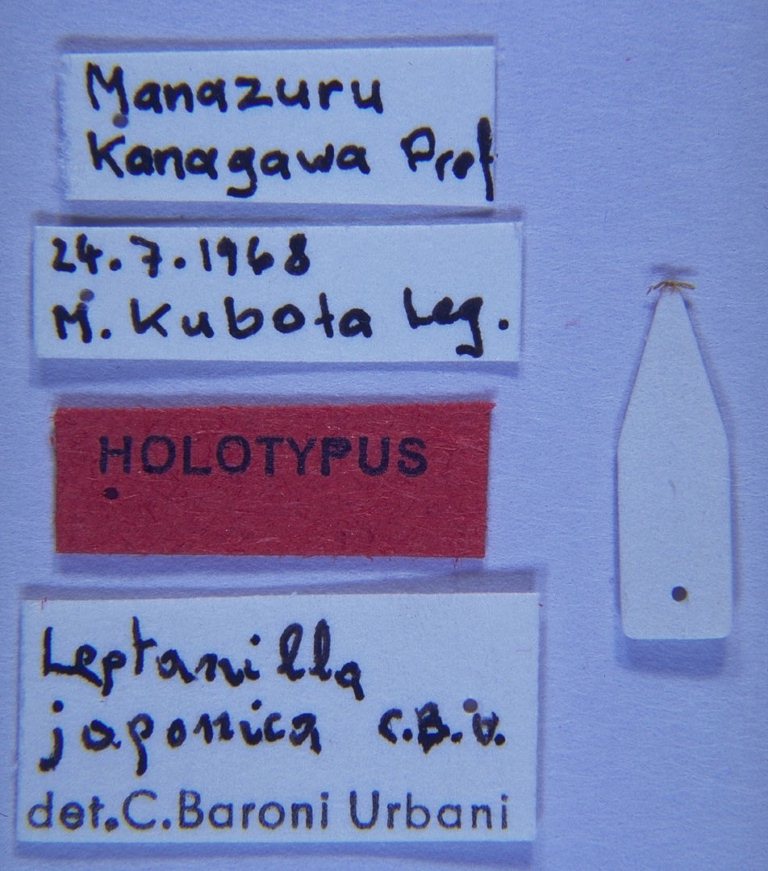 Manazuru
Kanagawa Pref
24.7.1968
M. Kubota Leg.
HOLOTYPUS
Leptanilla
japonica C.B.U.
det.C.Baroni Urbani